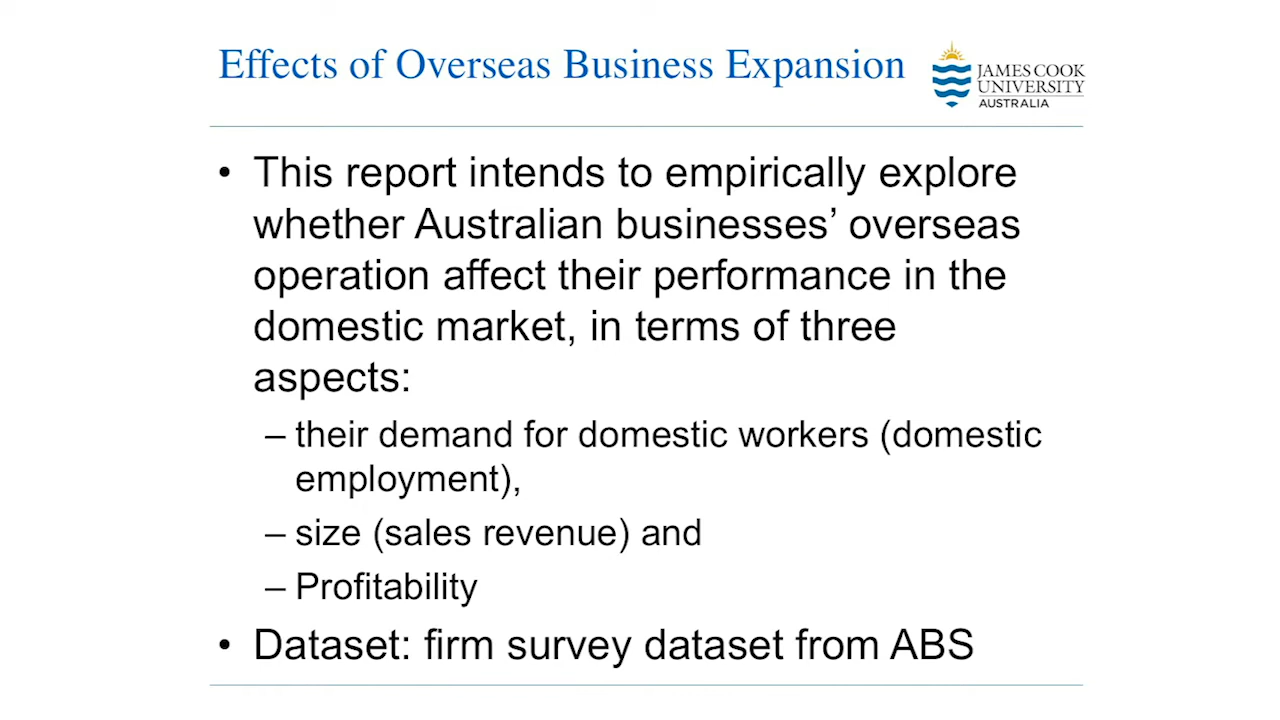 Effects of Overseas Business Expansion
JAMES COOK
UNIVERSITY
AUSTRALIA
• This report intends to empirically explore
whether Australian businesses’ overseas
operation affect their performance in the
domestic market, in terms of three
aspects:
– their demand for domestic workers (domestic
employment),
– size (sales revenue) and
– Profitability
• Dataset: firm survey dataset from ABS